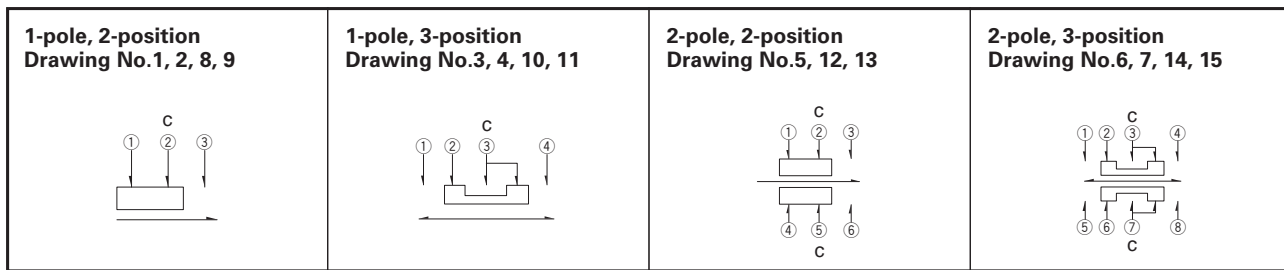 1-pole, 2-position
Drawing No.1, 2, 8, 9
C
① ② ③
1-pole, 3-position
Drawing No.3, 4, 10, 11
C
① ② ③ ④
2-pole, 2-position
Drawing No.5, 12, 13
C
① ② ③
④ ⑤ ⑥
C
2-pole, 3-position
Drawing No.6, 7, 14, 15
C
① ② ③ ④
⑤ ⑥ ⑦ ⑧
C